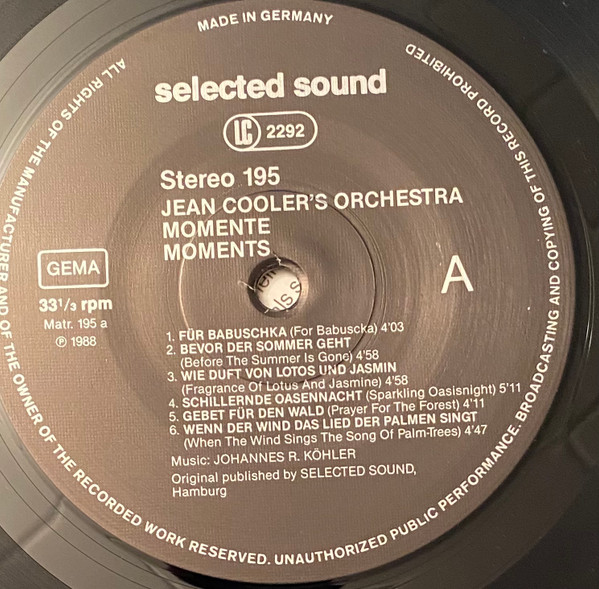 MADE IN GERMANY
selected sound
LC 2292
Stereo 195
JEAN COOLER'S ORCHESTRA
MOMENTE
MOMENTS
A
GEMA
33 1/3 rpm
Matr. 195 a
℗ 1988
1. FÜR BABUSCHKA (For Babuscka) 4'03
2. BEVOR DER SOMMER GEHT
(Before The Summer Is Gone) 4'58
3. WIE DUFT VON LOTOS UND JASMIN
(Fragrance Of Lotus And Jasmine) 4'58
4. SCHILLERNDE OASENNACHT (Sparkling Oasisnight) 5'11
5. GEBET FÜR DEN WALD (Prayer For The Forest) 4'11
6. WENN DER WIND DAS LIED DER PALMEN SINGT
(When The Wind Sings The Song Of Palm-Trees) 4'47
Music: JOHANNES R. KÖHLER
Original published by SELECTED SOUND,
Hamburg
ALL RIGHTS OF THE MANUFACTURER AND OF THE OWNER OF THE RECORDED WORK RESERVED. UNAUTHORIZED PUBLIC PERFORMANCE. BROADCASTING AND COPYING OF THIS RECORD PROHIBITED